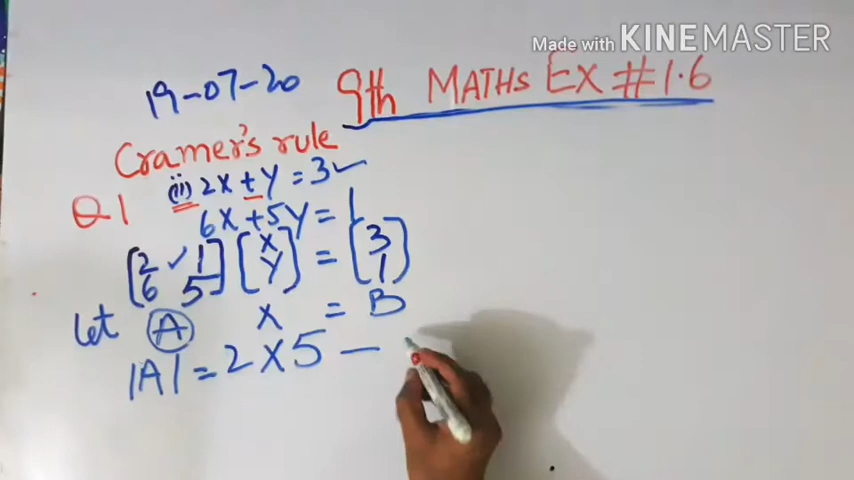 Made with KINEMASTER
19-07-20 9th MATHS EX # 1.6
Cramer's rule
Q1 (ii) 2x + y = 3 ✓
6x + 5y = 1
[2 1] [x] = [3]
[6 5] [y] [1]
Let A X = B
|A| = 2 × 5 —